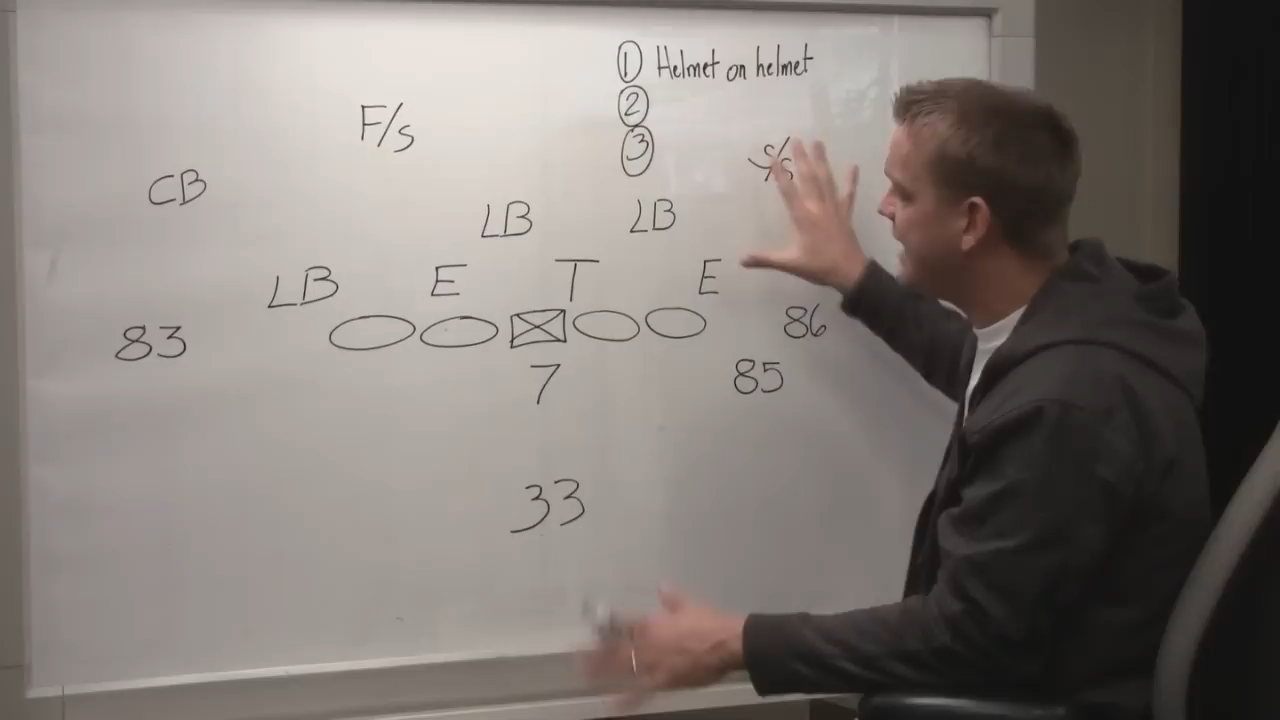 ① Helmet on helmet
②
③
F/s
S/s
CB
LB LB
LB E T E
83 86
7 85
33